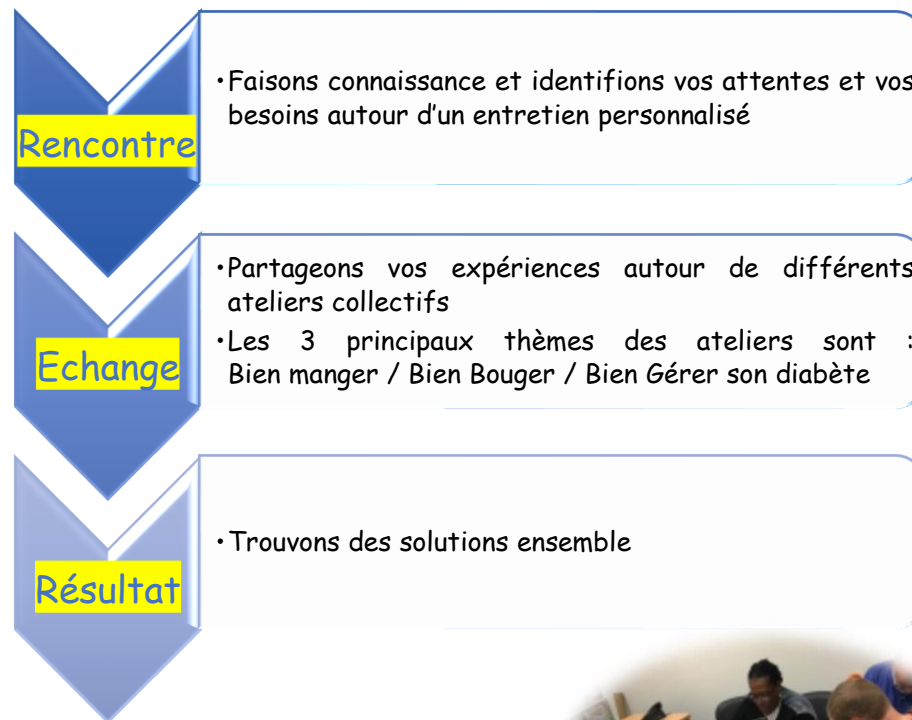 Rencontre
·Faisons connaissance et identifions vos attentes et vos
besoins autour d'un entretien personnalisé
Echange
·Partageons vos expériences autour de différents
ateliers collectifs
·Les 3 principaux thèmes des ateliers sont :
Bien manger / Bien Bouger / Bien Gérer son diabète
Résultat
·Trouvons des solutions ensemble